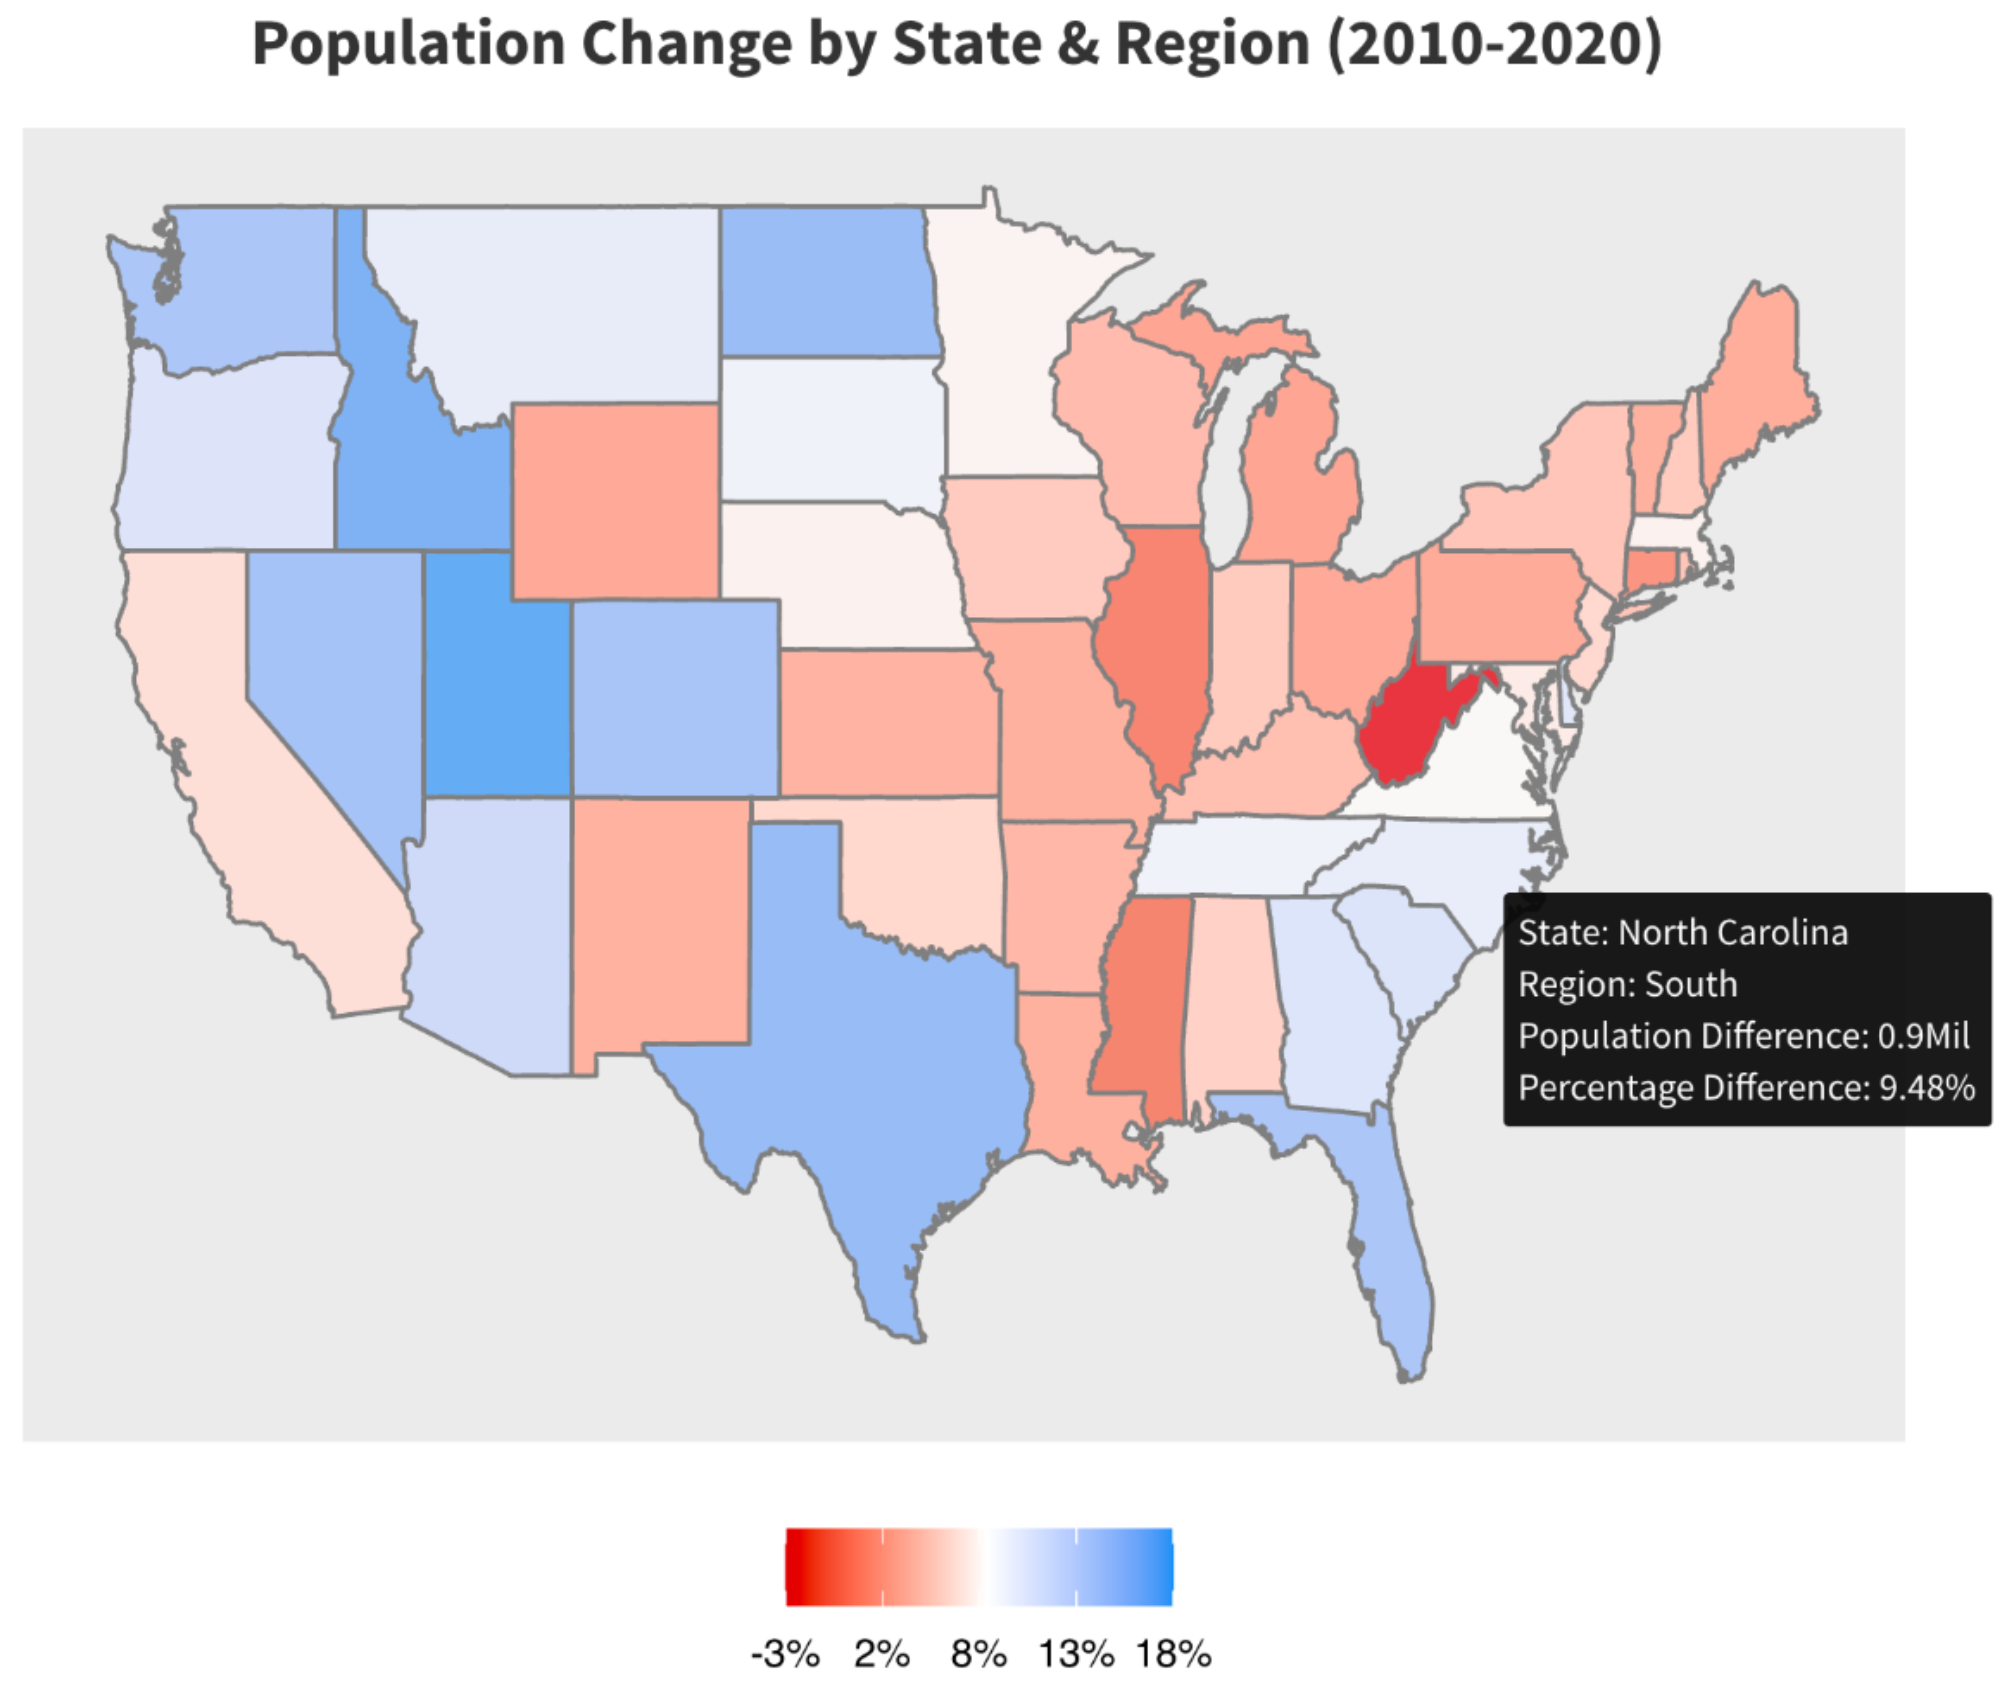 Population Change by State & Region (2010-2020)
State: North Carolina
Region: South
Population Difference: 0.9Mil
Percentage Difference: 9.48%
-3% 2% 8% 13% 18%